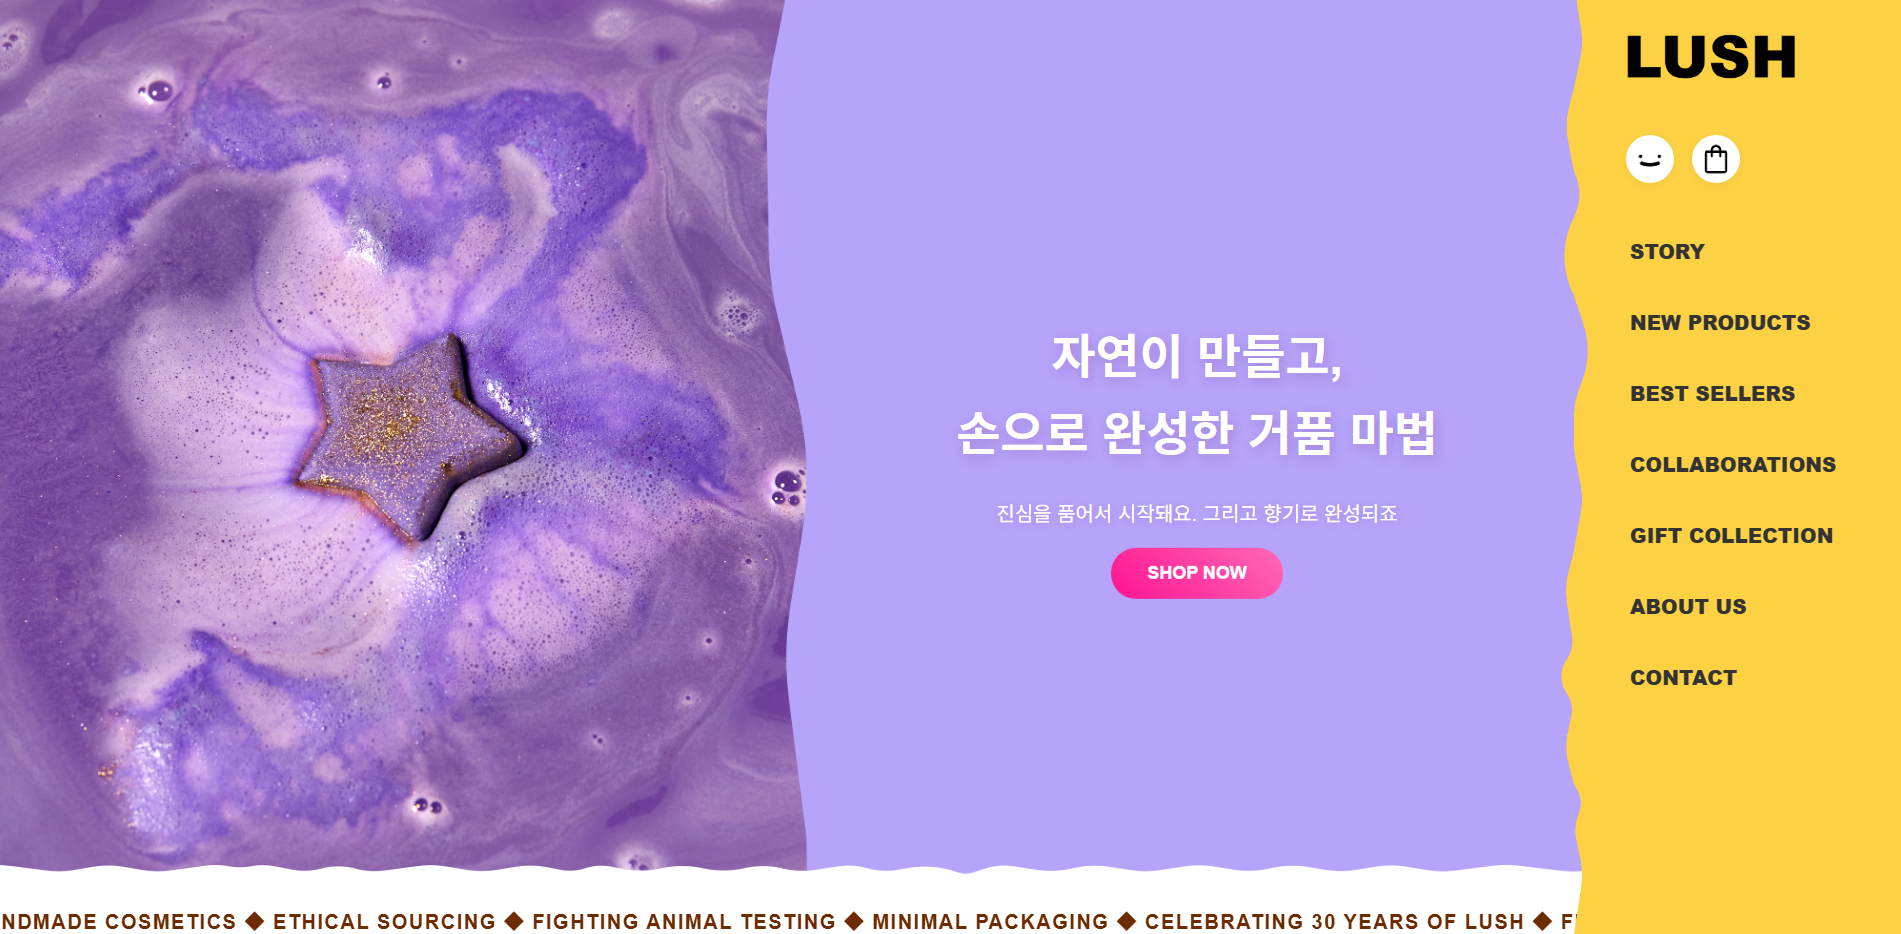 자연이 만들고,
손으로 완성한 거품 마법
진심을 품어서 시작돼요. 그리고 향기로 완성되죠
SHOP NOW
LUSH
STORY
NEW PRODUCTS
BEST SELLERS
COLLABORATIONS
GIFT COLLECTION
ABOUT US
CONTACT
NDMADE COSMETICS ◆ ETHICAL SOURCING ◆ FIGHTING ANIMAL TESTING ◆ MINIMAL PACKAGING ◆ CELEBRATING 30 YEARS OF LUSH ◆ F